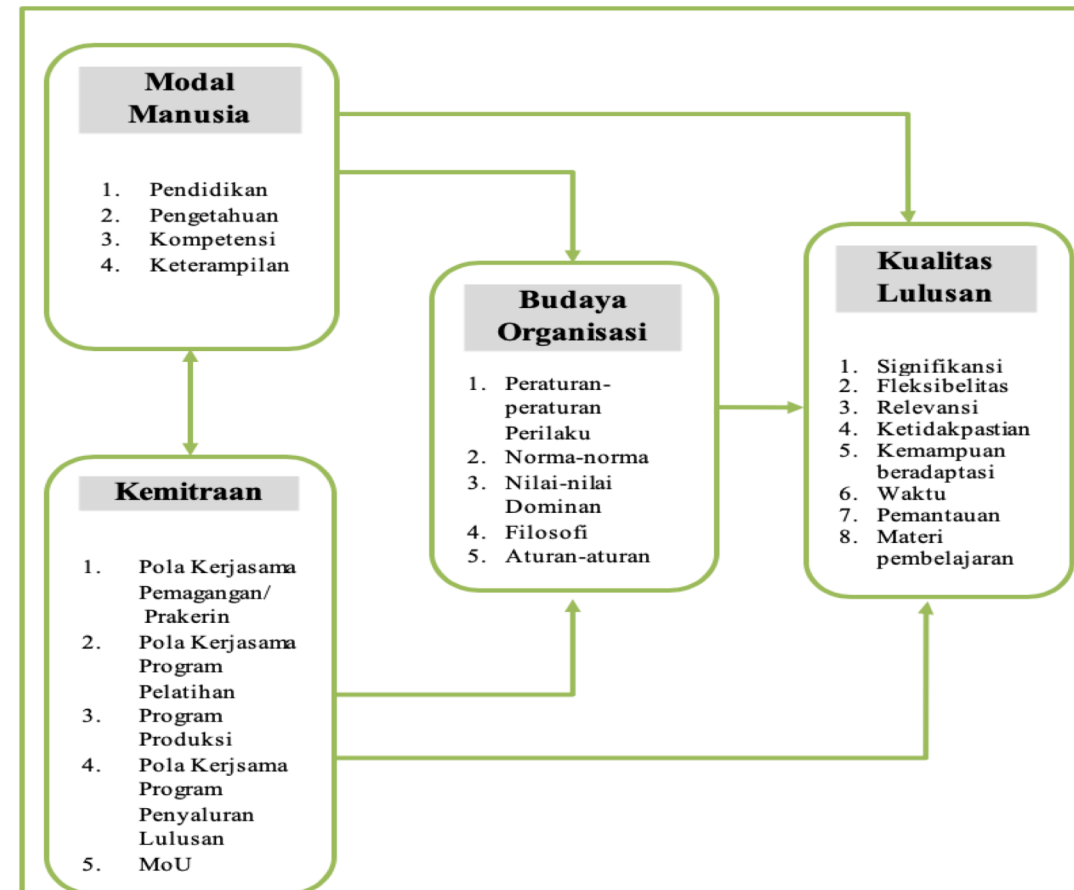 Modal
Manusia
1. Pendidikan
2. Pengetahuan
3. Kompetensi
4. Keterampilan
Kemitraan
1. Pola Kerjasama
Pemagangan/
Prakerin
2. Pola Kerjasama
Program
Pelatihan
3. Program
Produksi
4. Pola Kerjsama
Program
Penyaluran
Lulusan
5. MoU
Budaya
Organisasi
1. Peraturan-
peraturan
Perilaku
2. Norma-norma
3. Nilai-nilai
Dominan
4. Filosofi
5. Aturan-aturan
Kualitas
Lulusan
1. Signifikansi
2. Fleksibelitas
3. Relevansi
4. Ketidakpastian
5. Kemampuan
beradaptasi
6. Waktu
7. Pemantauan
8. Materi
pembelajaran